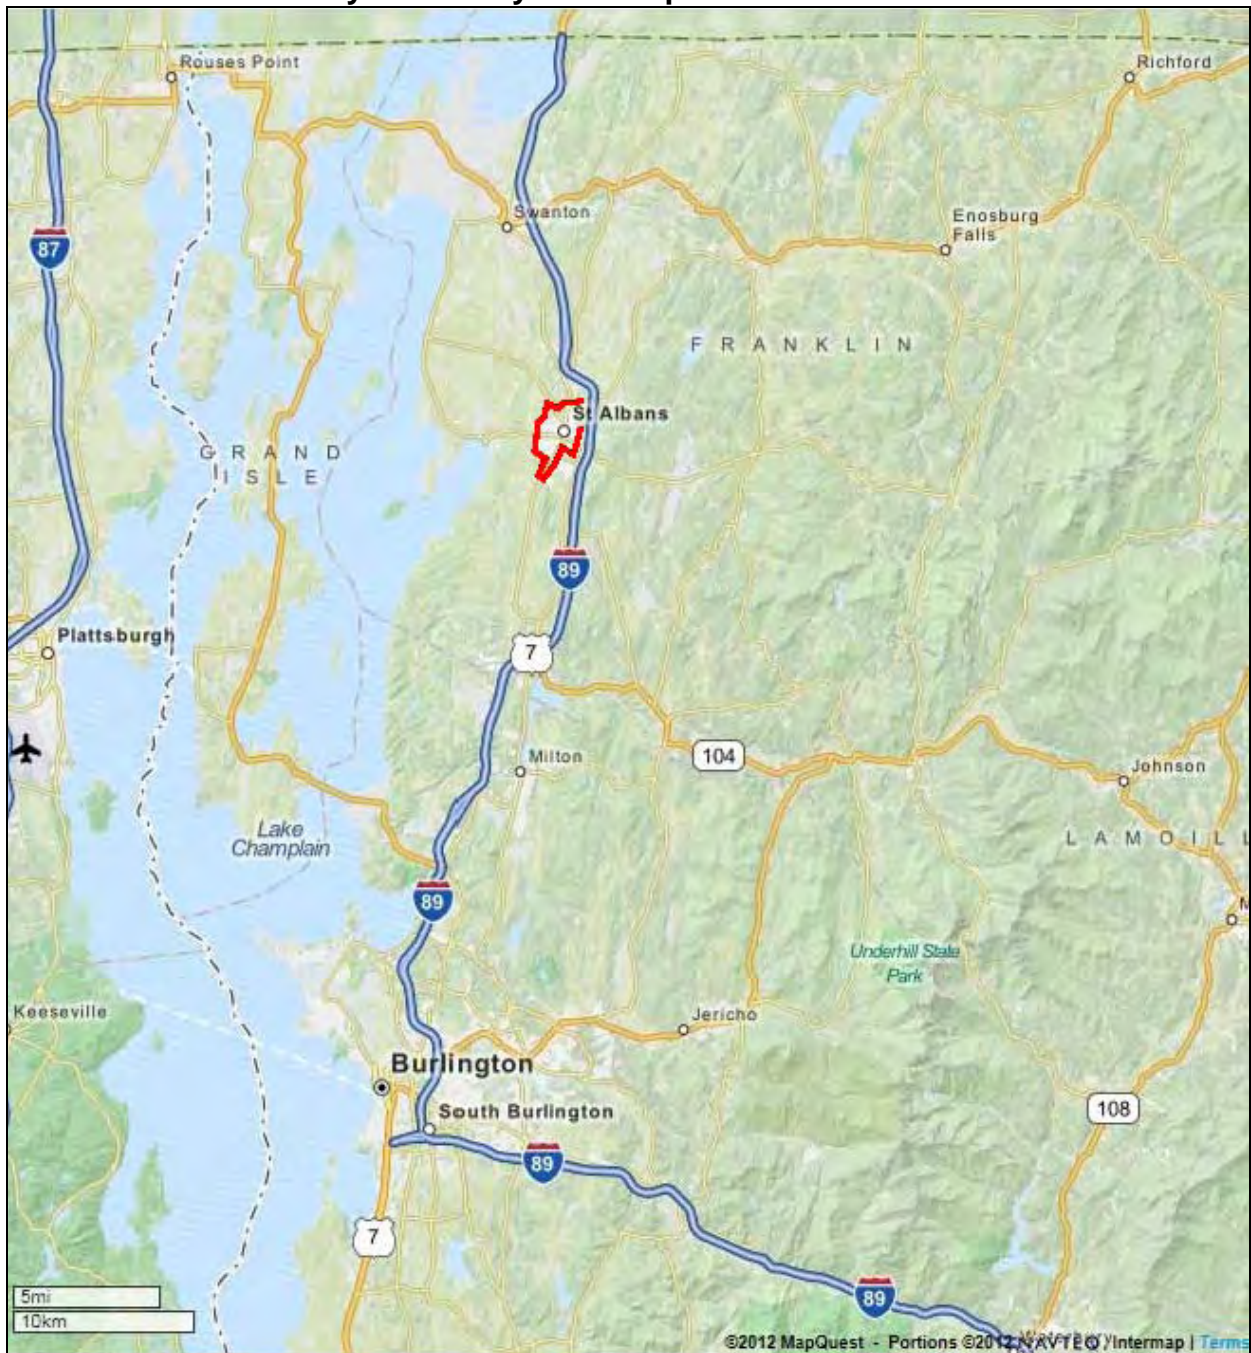 Rouses Point
Richford
Swanton
Enosburg
Falls
87
FRANKLIN
St Albans
GRAND
ISLE
89
Plattsburgh
7
104
Milton
Johnson
Lake
Champlain
LAMOILL
89
M
Underhill State
Park
Keeseville
Jericho
Burlington
South Burlington
108
89
7
5mi
10km
89
Waterbury
©2012 MapQuest - Portions ©2012 NAVTEQ, Intermap | Terms